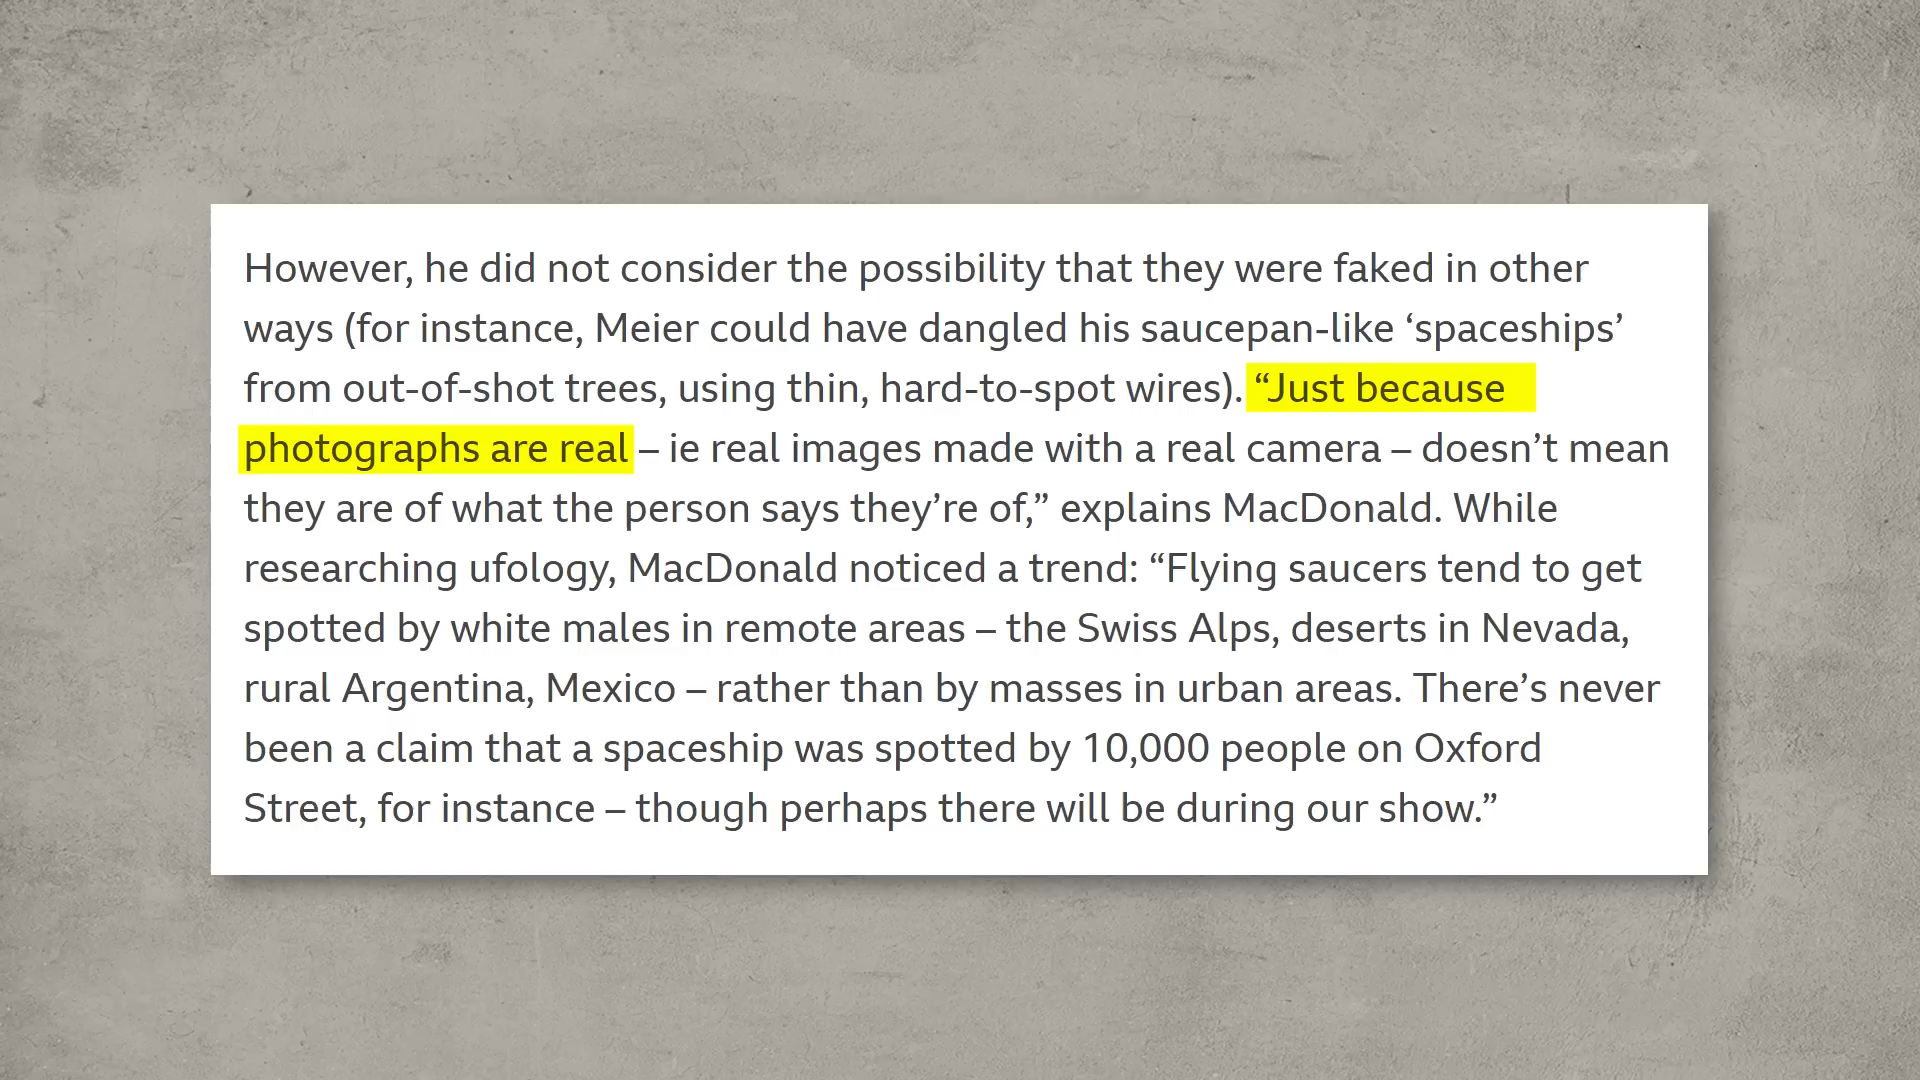 However, he did not consider the possibility that they were faked in other
ways (for instance, Meier could have dangled his saucepan-like ‘spaceships’
from out-of-shot trees, using thin, hard-to-spot wires). “Just because
photographs are real – ie real images made with a real camera – doesn’t mean
they are of what the person says they’re of,” explains MacDonald. While
researching ufology, MacDonald noticed a trend: “Flying saucers tend to get
spotted by white males in remote areas – the Swiss Alps, deserts in Nevada,
rural Argentina, Mexico – rather than by masses in urban areas. There’s never
been a claim that a spaceship was spotted by 10,000 people on Oxford
Street, for instance – though perhaps there will be during our show.”